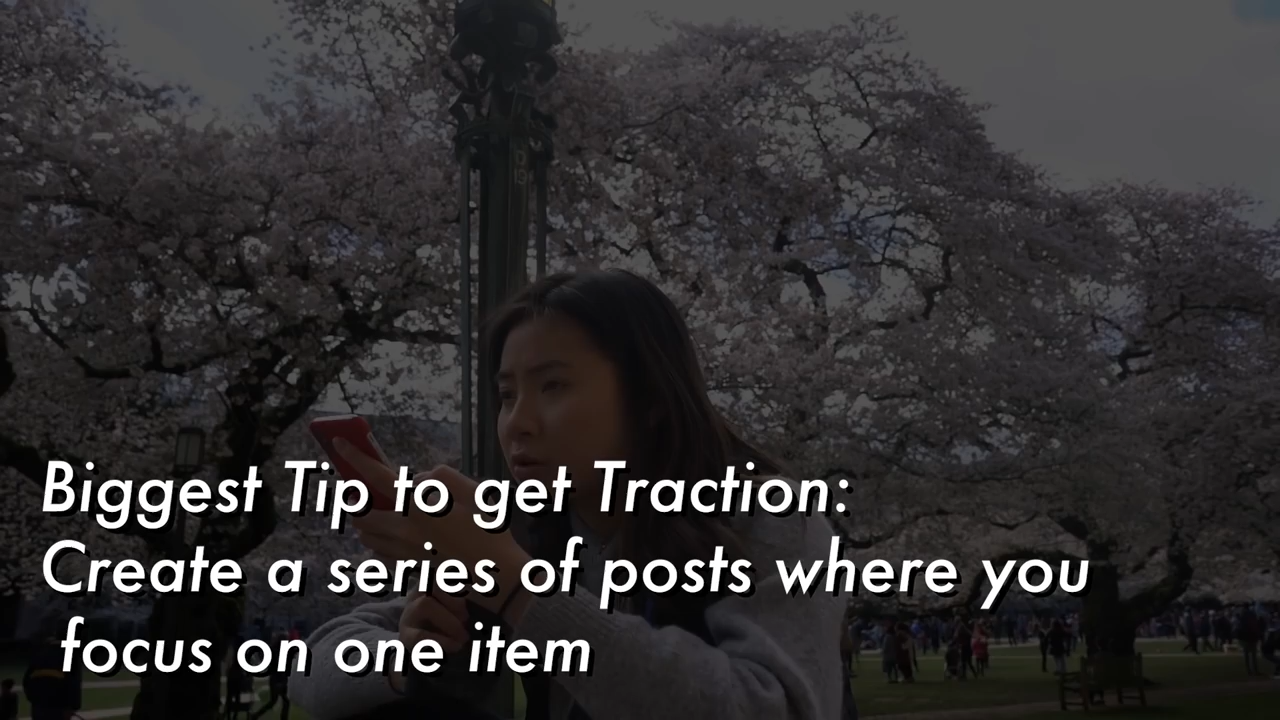 Biggest Tip to get Traction:
Create a series of posts where you
focus on one item